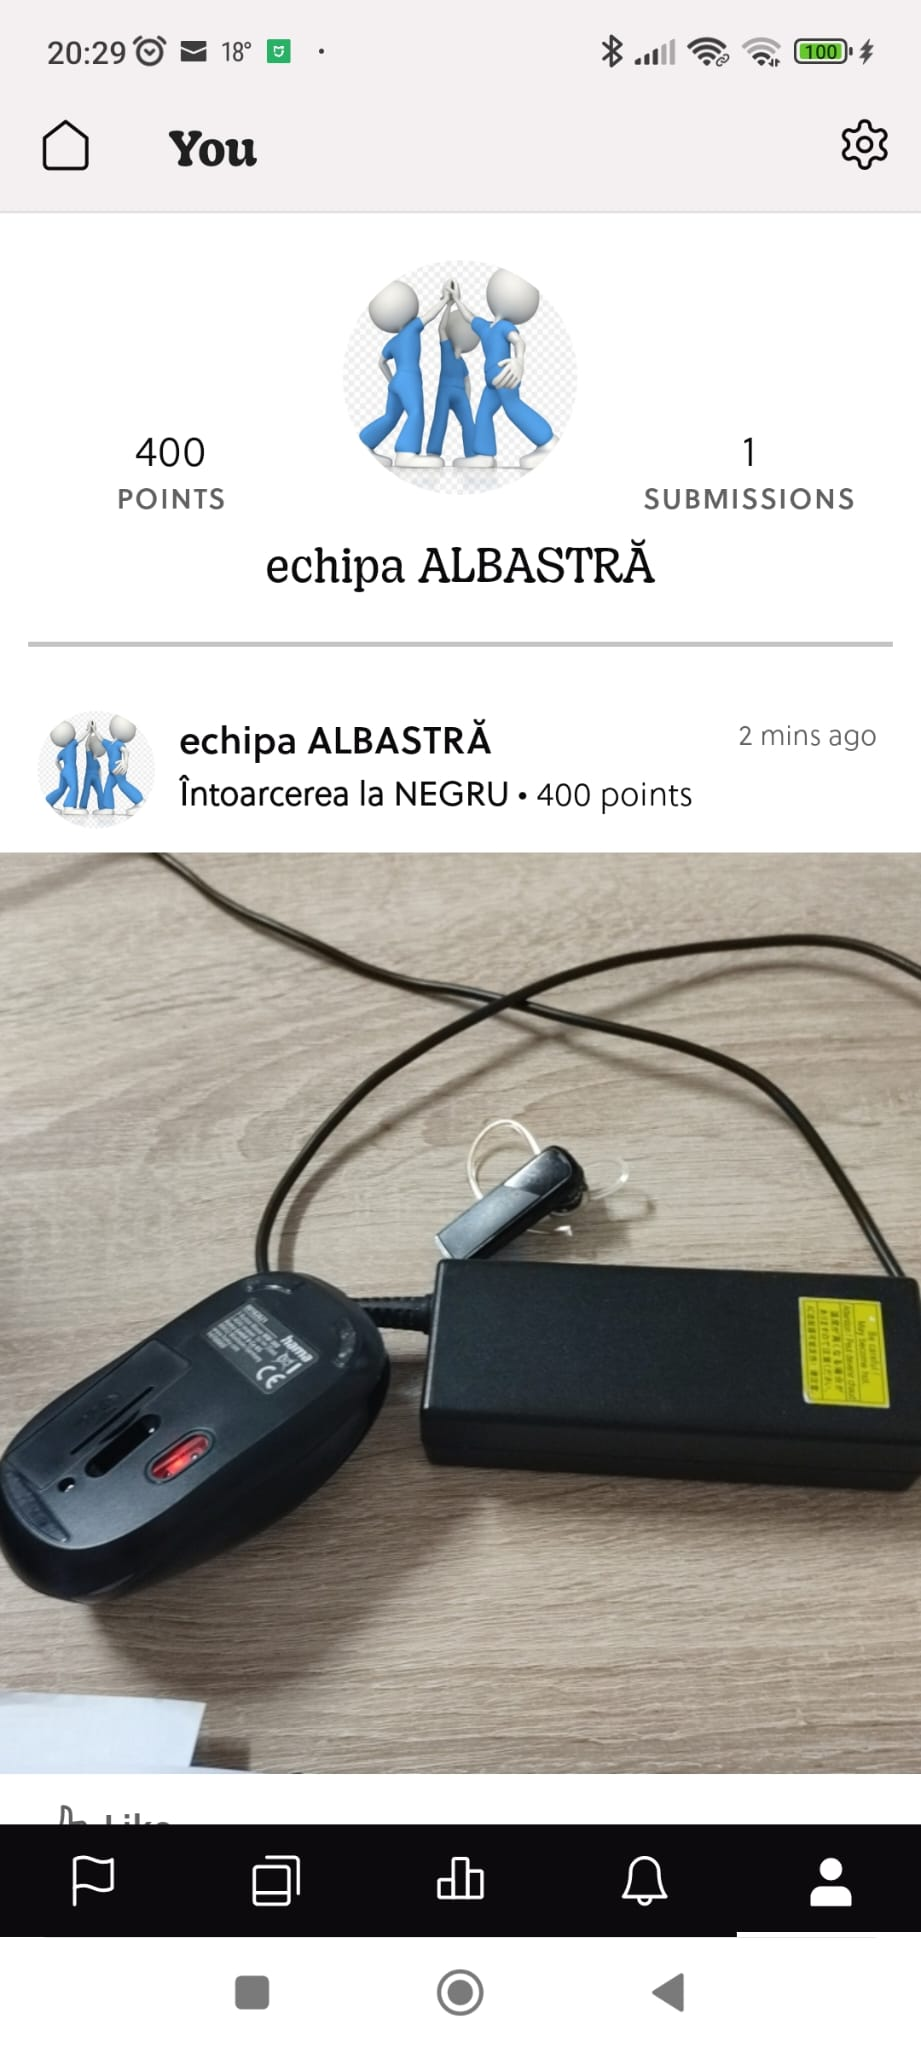 20:29 18°
100
You
400
POINTS
1
SUBMISSIONS
echipa ALBASTRĂ
echipa ALBASTRĂ
2 mins ago
Întoarcerea la NEGRU • 400 points
hama
CE
Like